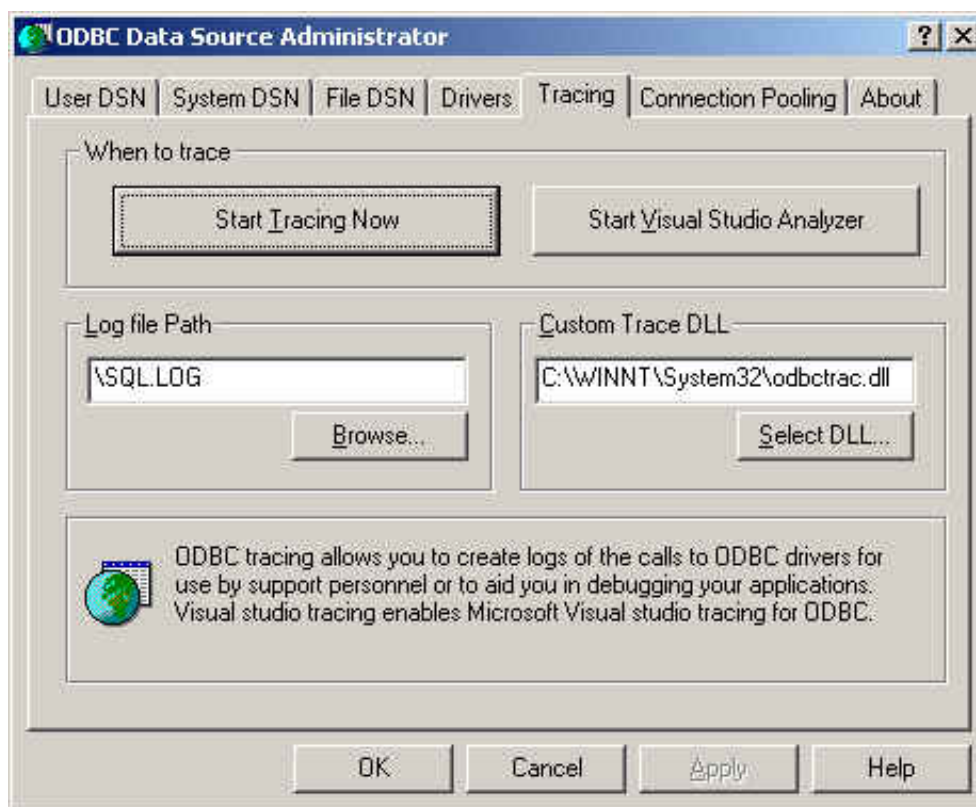 ODBC Data Source Administrator
User DSN System DSN File DSN Drivers Tracing Connection Pooling About
When to trace
Start Tracing Now Start Visual Studio Analyzer
Log file Path Custom Trace DLL
\SQL.LOG C:\WINNT\System32\odbctrac.dll
Browse... Select DLL...
ODBC tracing allows you to create logs of the calls to ODBC drivers for
use by support personnel or to aid you in debugging your applications.
Visual studio tracing enables Microsoft Visual studio tracing for ODBC.
OK Cancel Apply Help